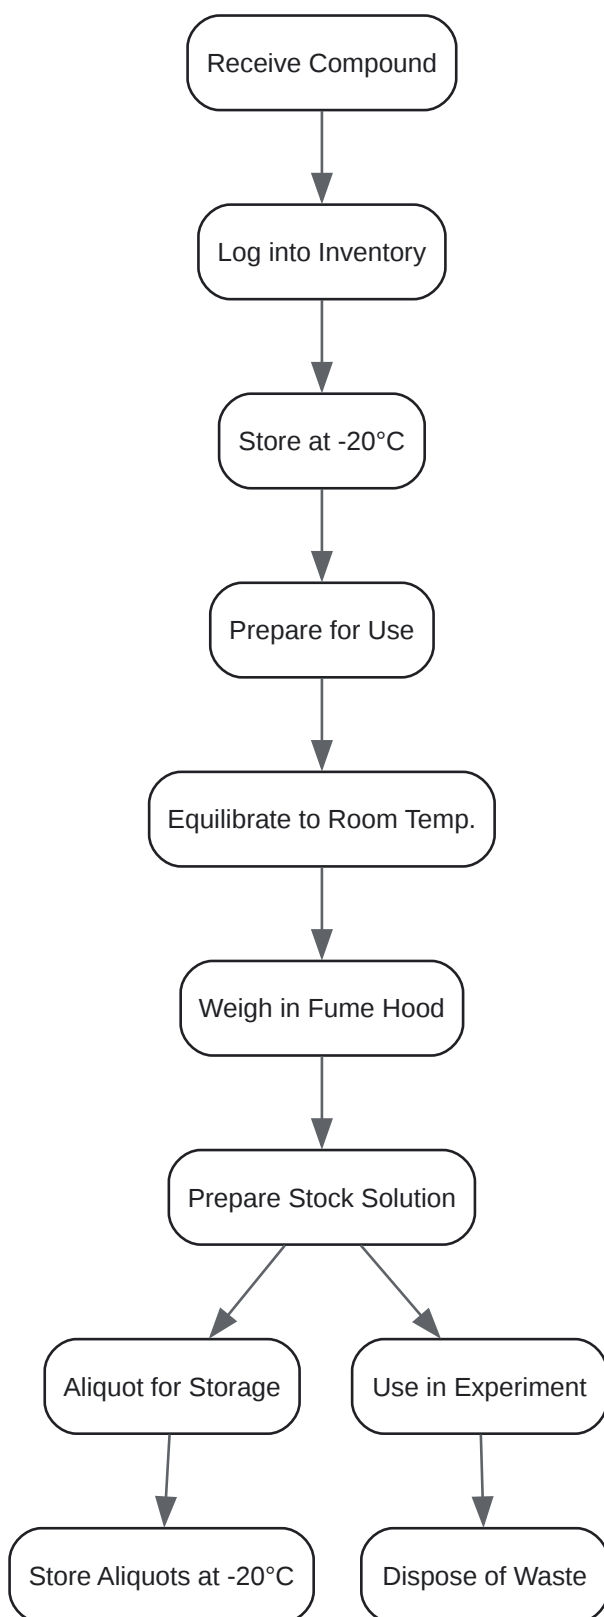 Receive Compound
Log into Inventory
Store at -20°C
Prepare for Use
Equilibrate to Room Temp.
Weigh in Fume Hood
Prepare Stock Solution
Aliquot for Storage
Use in Experiment
Store Aliquots at -20°C
Dispose of Waste